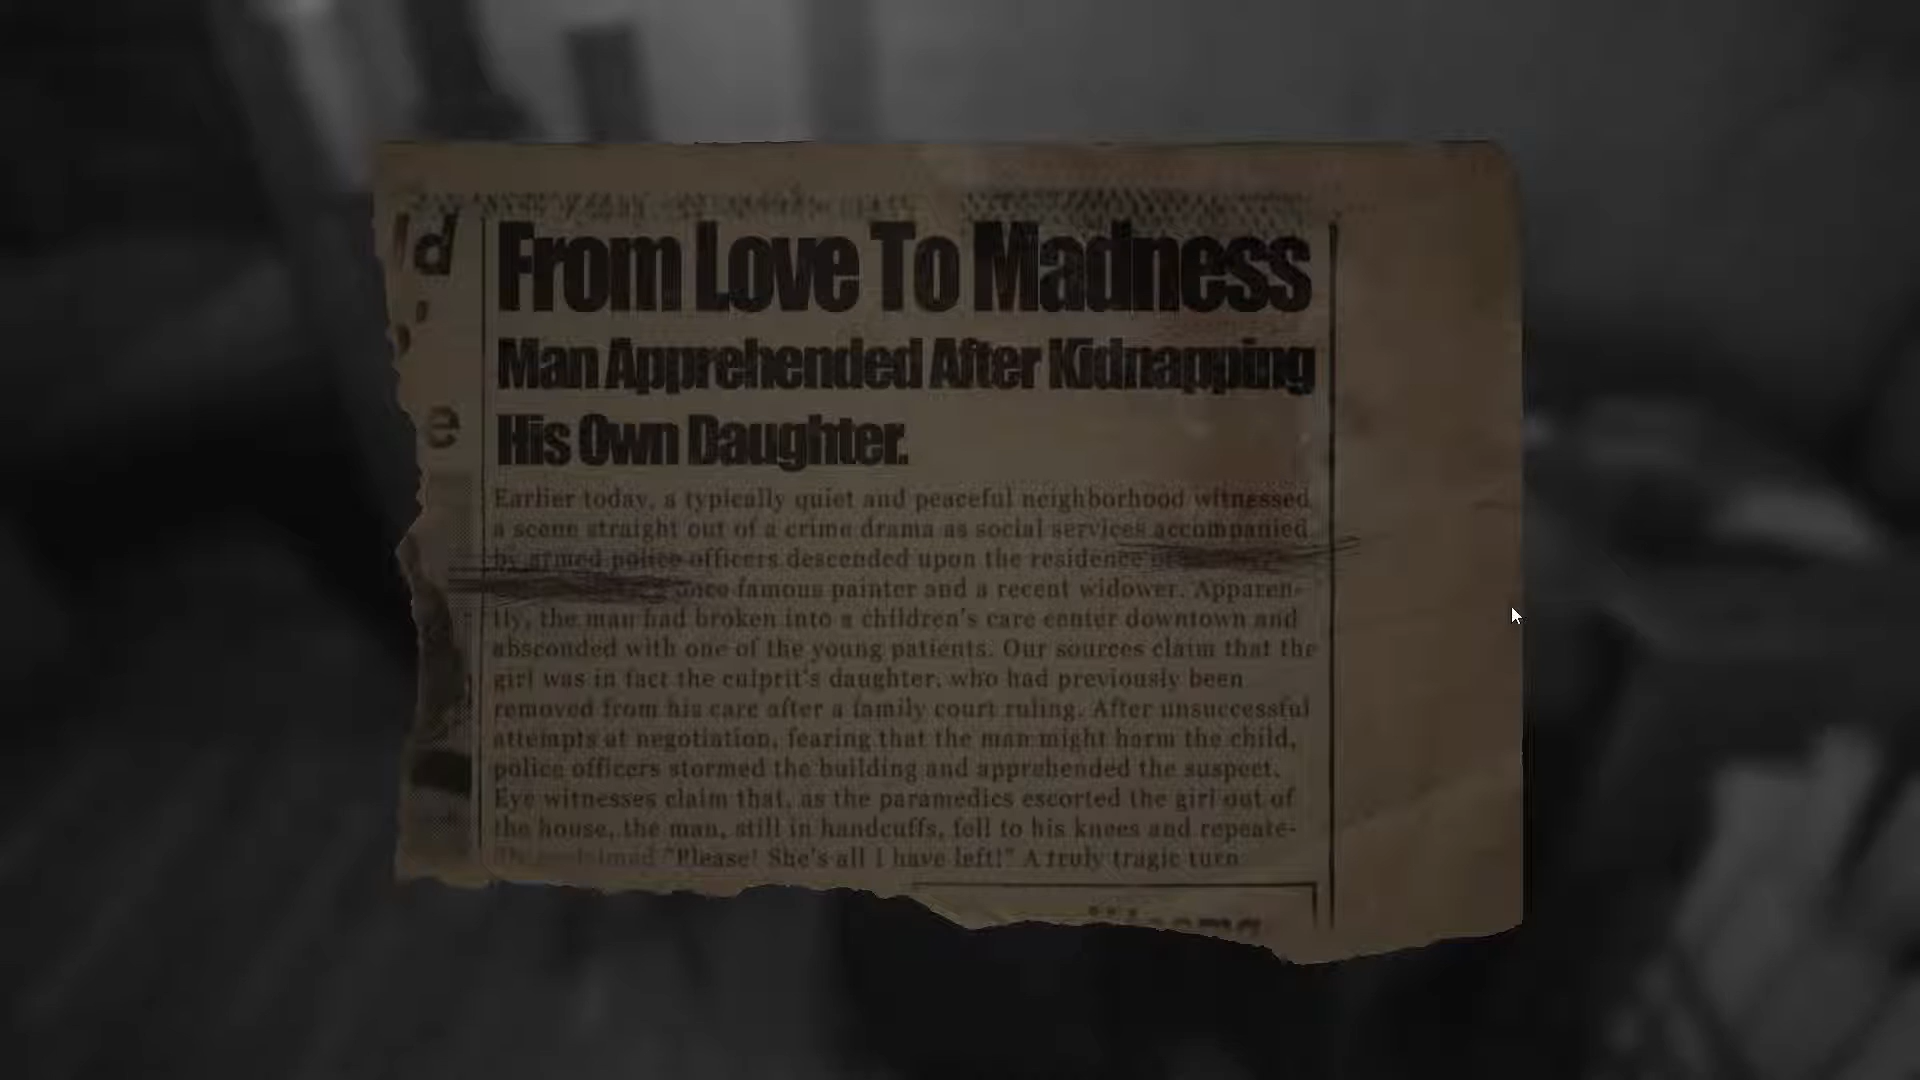 ld
From Love To Madness
Man Apprehended After Kidnapping
His Own Daughter.
e
Earlier today, a typically quiet and peaceful neighborhood witnessed
a scene straight out of a crime drama as social services accompanied
by armed police officers descended upon the residence of
once famous painter and a recent widower. Apparen-
tly, the man had broken into a children's care center downtown and
absconded with one of the young patients. Our sources claim that the
girl was in fact the culprit's daughter, who had previously been
removed from his care after a family court ruling. After unsuccessful
attempts at negotiation, fearing that the man might harm the child,
police officers stormed the building and apprehended the suspect.
Eye witnesses claim that, as the paramedics escorted the girl out of
the house, the man, still in handcuffs, fell to his knees and repeate-
"Please! She's all I have left!" A truly tragic turn